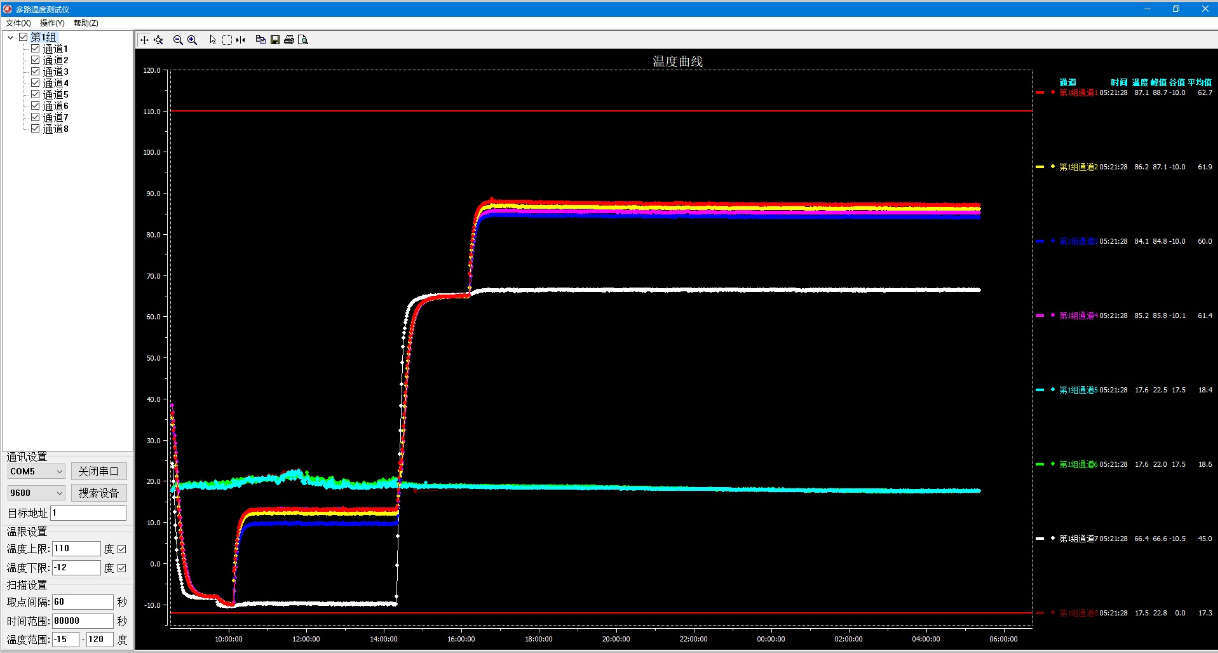 多路温度测试仪
文件(X) 操作(Y) 帮助(Z)
第1组
通道1
通道2
通道3
通道4
通道5
通道6
通道7
通道8
通讯设置
COM5 关闭串口
9600 搜索设备
目标地址 1
温限设置
温度上限: 110 度
温度下限: -12 度
扫描设置
取点间隔: 60 秒
时间范围: 80000 秒
温度范围: -15 - 120 度
温度曲线
120.0
110.0
100.0
90.0
80.0
70.0
60.0
50.0
40.0
30.0
20.0
10.0
0.0
-10.0
10:00:00 12:00:00 14:00:00 16:00:00 18:00:00 20:00:00 22:00:00 00:00:00 02:00:00 04:00:00 06:00:00
通道 时间 温度 峰值 谷值 平均值
第1组通道1 05:21:28 87.1 88.7 -10.0 62.7
第1组通道2 05:21:28 86.2 87.1 -10.0 61.9
第1组通道3 05:21:28 84.1 84.8 -10.0 60.0
第1组通道4 05:21:28 85.2 85.8 -10.1 61.4
第1组通道5 05:21:28 17.6 22.5 17.5 18.4
第1组通道6 05:21:28 17.6 22.0 17.5 18.6
第1组通道7 05:21:28 66.4 66.6 -10.5 45.0
第1组通道8 05:21:28 17.5 22.8 0.0 17.3